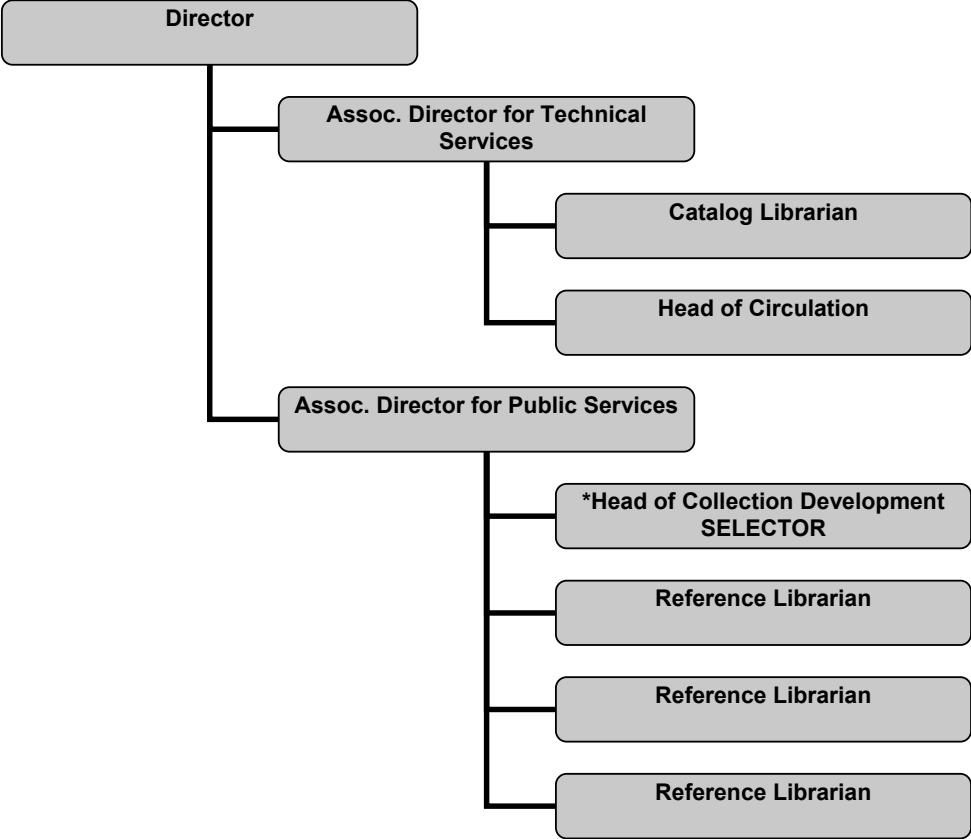 Director
Assoc. Director for Technical
Services
Catalog Librarian
Head of Circulation
Assoc. Director for Public Services
*Head of Collection Development
SELECTOR
Reference Librarian
Reference Librarian
Reference Librarian